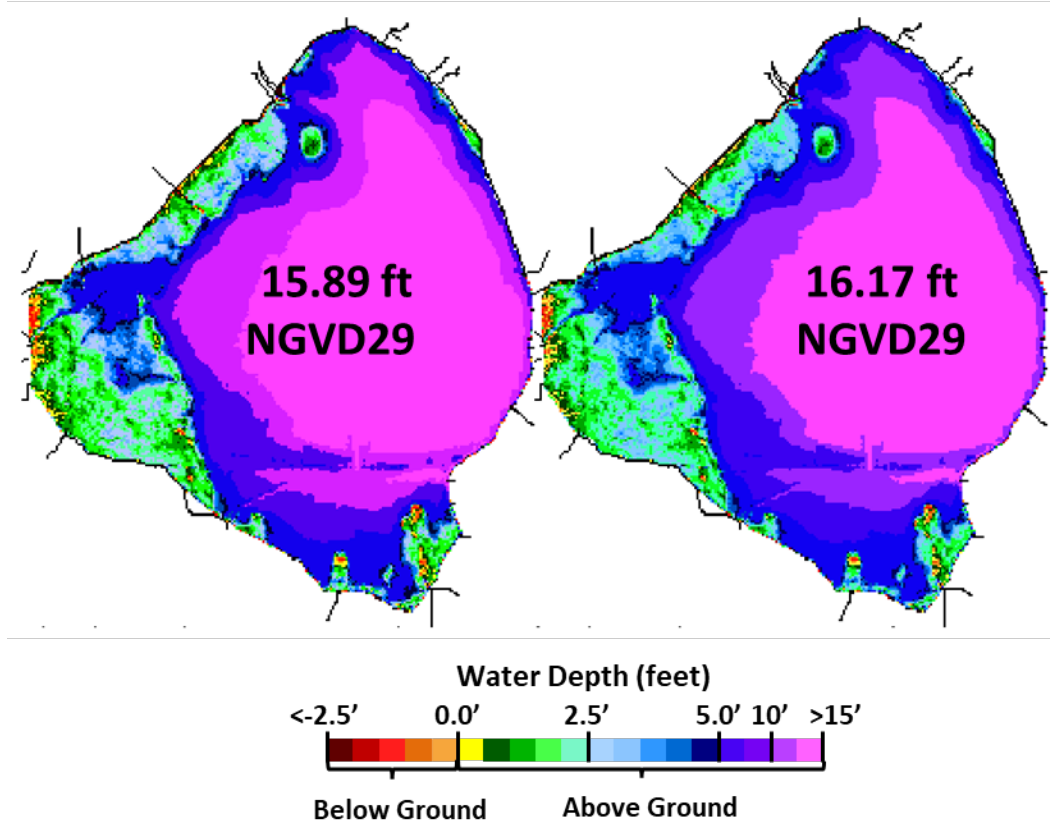 15.89 ft
NGVD29
16.17 ft
NGVD29
Water Depth (feet)
<-2.5’ 0.0’ 2.5’ 5.0’ 10’ >15’
Below Ground Above Ground